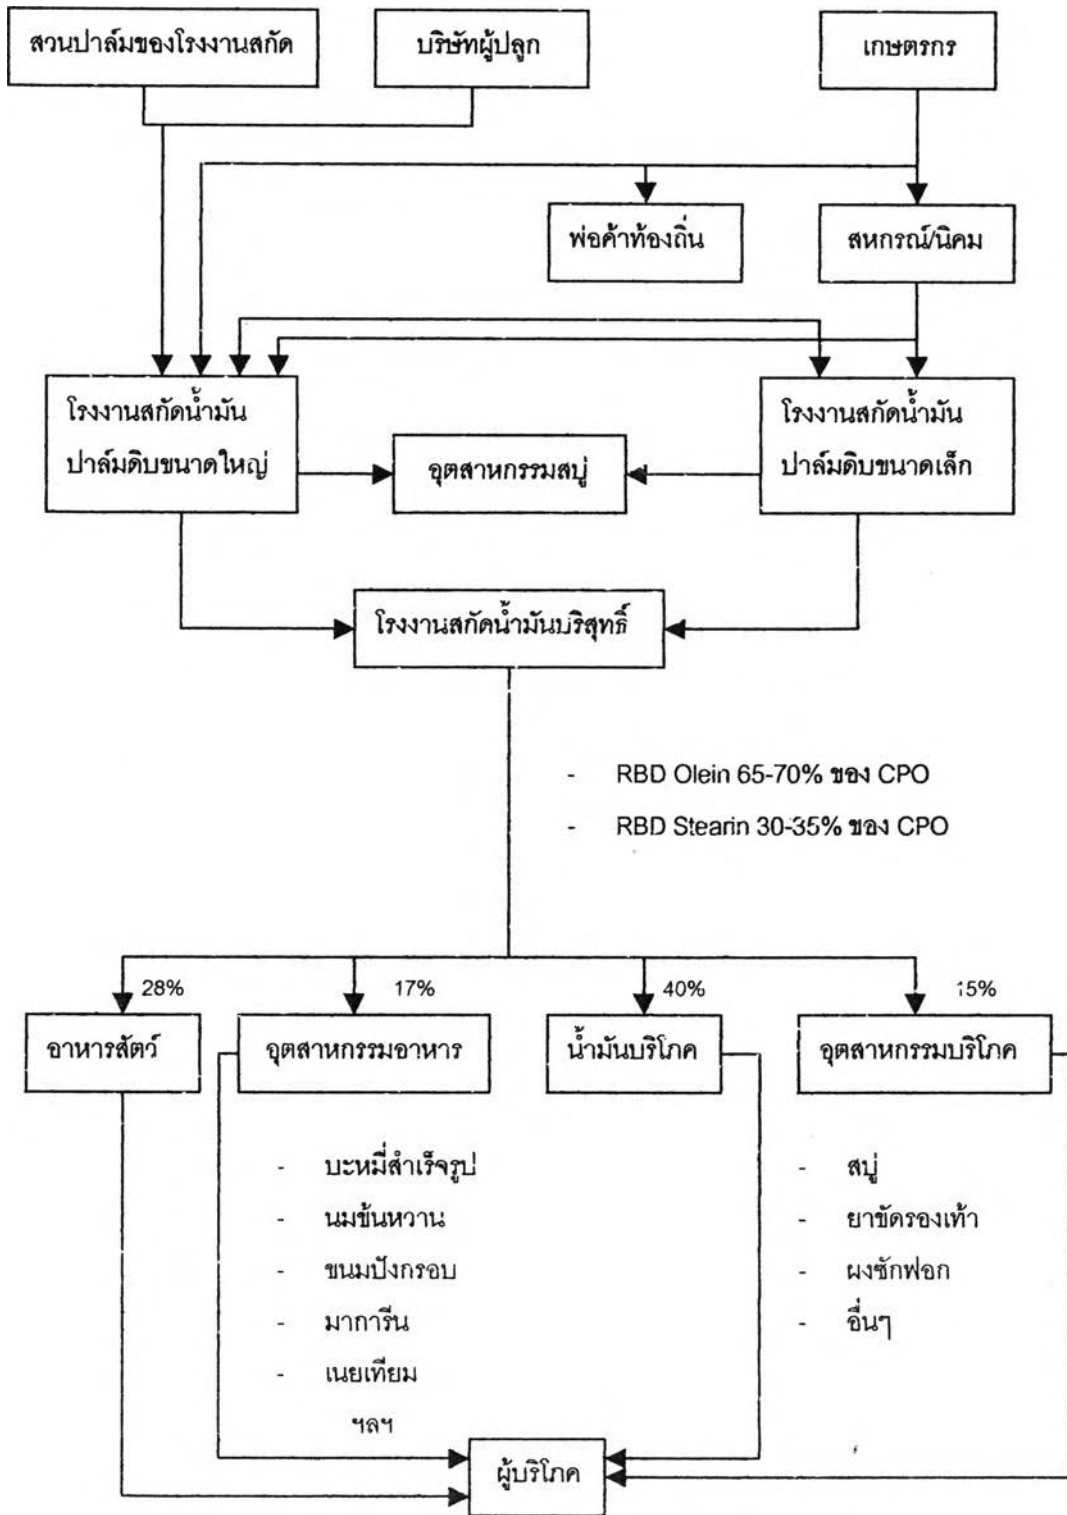 สวนปาล์มของโรงงานสกัด
บริษัทผู้ปลูก
เกษตรกร
พ่อค้าท้องถิ่น
สหกรณ์/นิคม
โรงงานสกัดน้ำมัน
ปาล์มดิบขนาดใหญ่
อุตสาหกรรมสบู่
โรงงานสกัดน้ำมัน
ปาล์มดิบขนาดเล็ก
โรงงานสกัดน้ำมันบริสุทธิ์
- RBD Olein 65-70% ของ CPO
- RBD Stearin 30-35% ของ CPO
28%
17%
40%
15%
อาหารสัตว์
อุตสาหกรรมอาหาร
น้ำมันบริโภค
อุตสาหกรรมบริโภค
- บะหมี่สำเร็จรูป
- นมข้นหวาน
- ขนมปังกรอบ
- มาการีน
- เนยเทียม
ฯลฯ
- สบู่
- ยาขัดรองเท้า
- ผงซักฟอก
- อื่นๆ
ผู้บริโภค